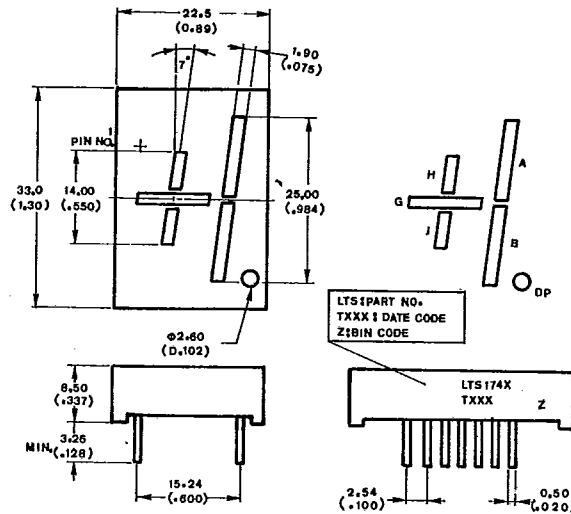 22.5
(0.89)
1.90
(.075)
7°
1
PIN NO.
33.0
(1.30)
14.00
(.550)
25.00
(.984)
Φ2.60
(D.102)
H
A
G
I
B
DP
LTS:PART NO.
TXXX: DATE CODE
Z:BIN CODE
8.50
(.337)
MIN. 3.25
(.128)
15.24
(.600)
LTS174X
TXXX
Z
2.54
(.100)
0.50
(.020)